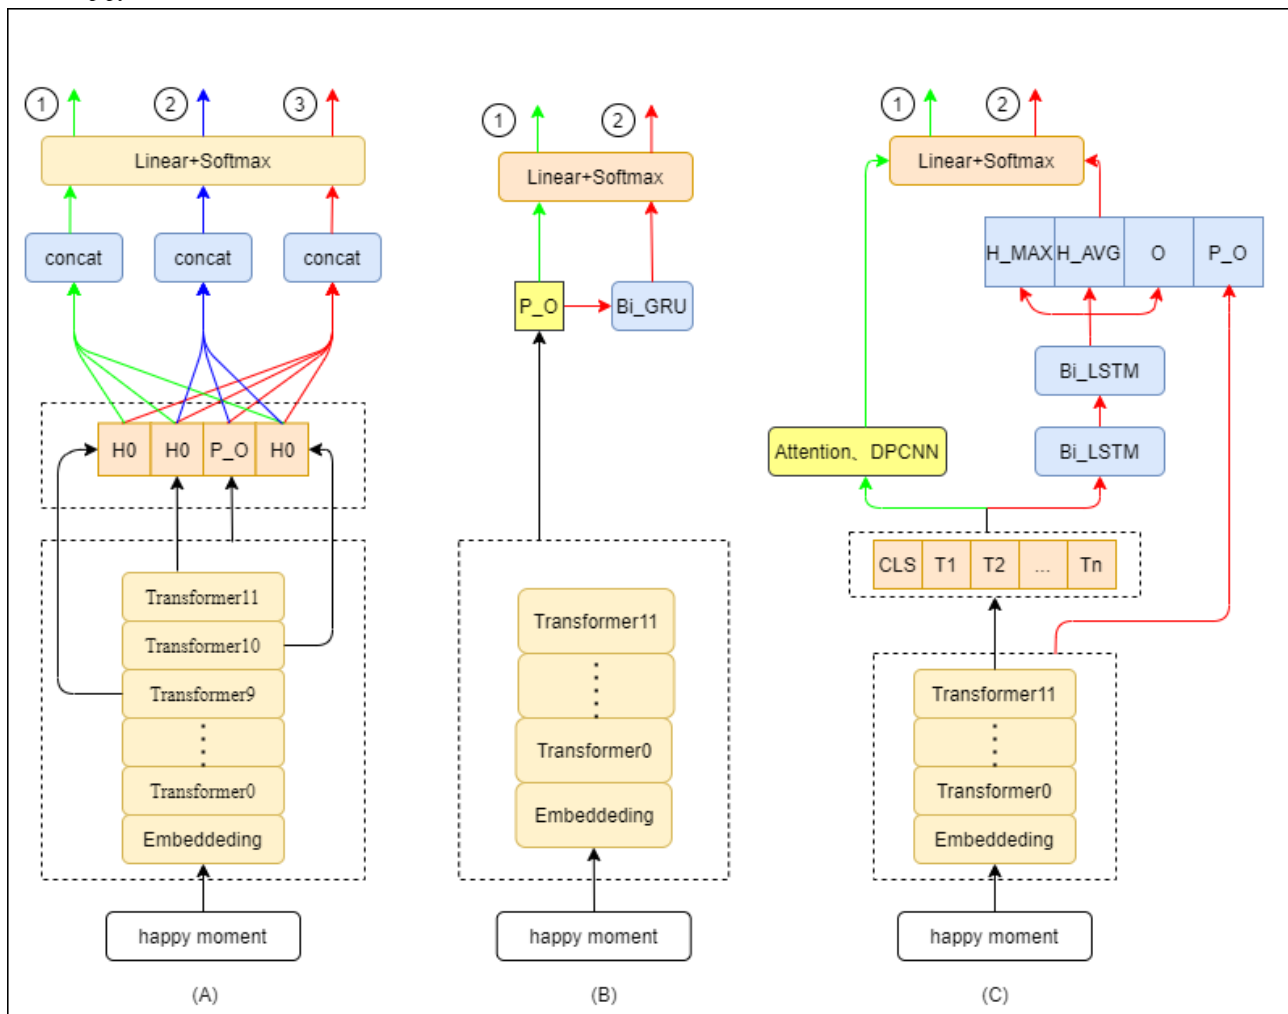 1 2 3
Linear+Softmax
concat concat concat
H0 H0 P_O H0
Transformer11
Transformer10
Transformer9
Transformer0
Embeddeding
happy moment
(A)
1 2
Linear+Softmax
P_O Bi_GRU
Transformer11
Transformer0
Embeddeding
happy moment
(B)
1 2
Linear+Softmax
H_MAX H_AVG O P_O
Bi_LSTM
Attention、DPCNN Bi_LSTM
CLS T1 T2 ... Tn
Transformer11
Transformer0
Embeddeding
happy moment
(C)